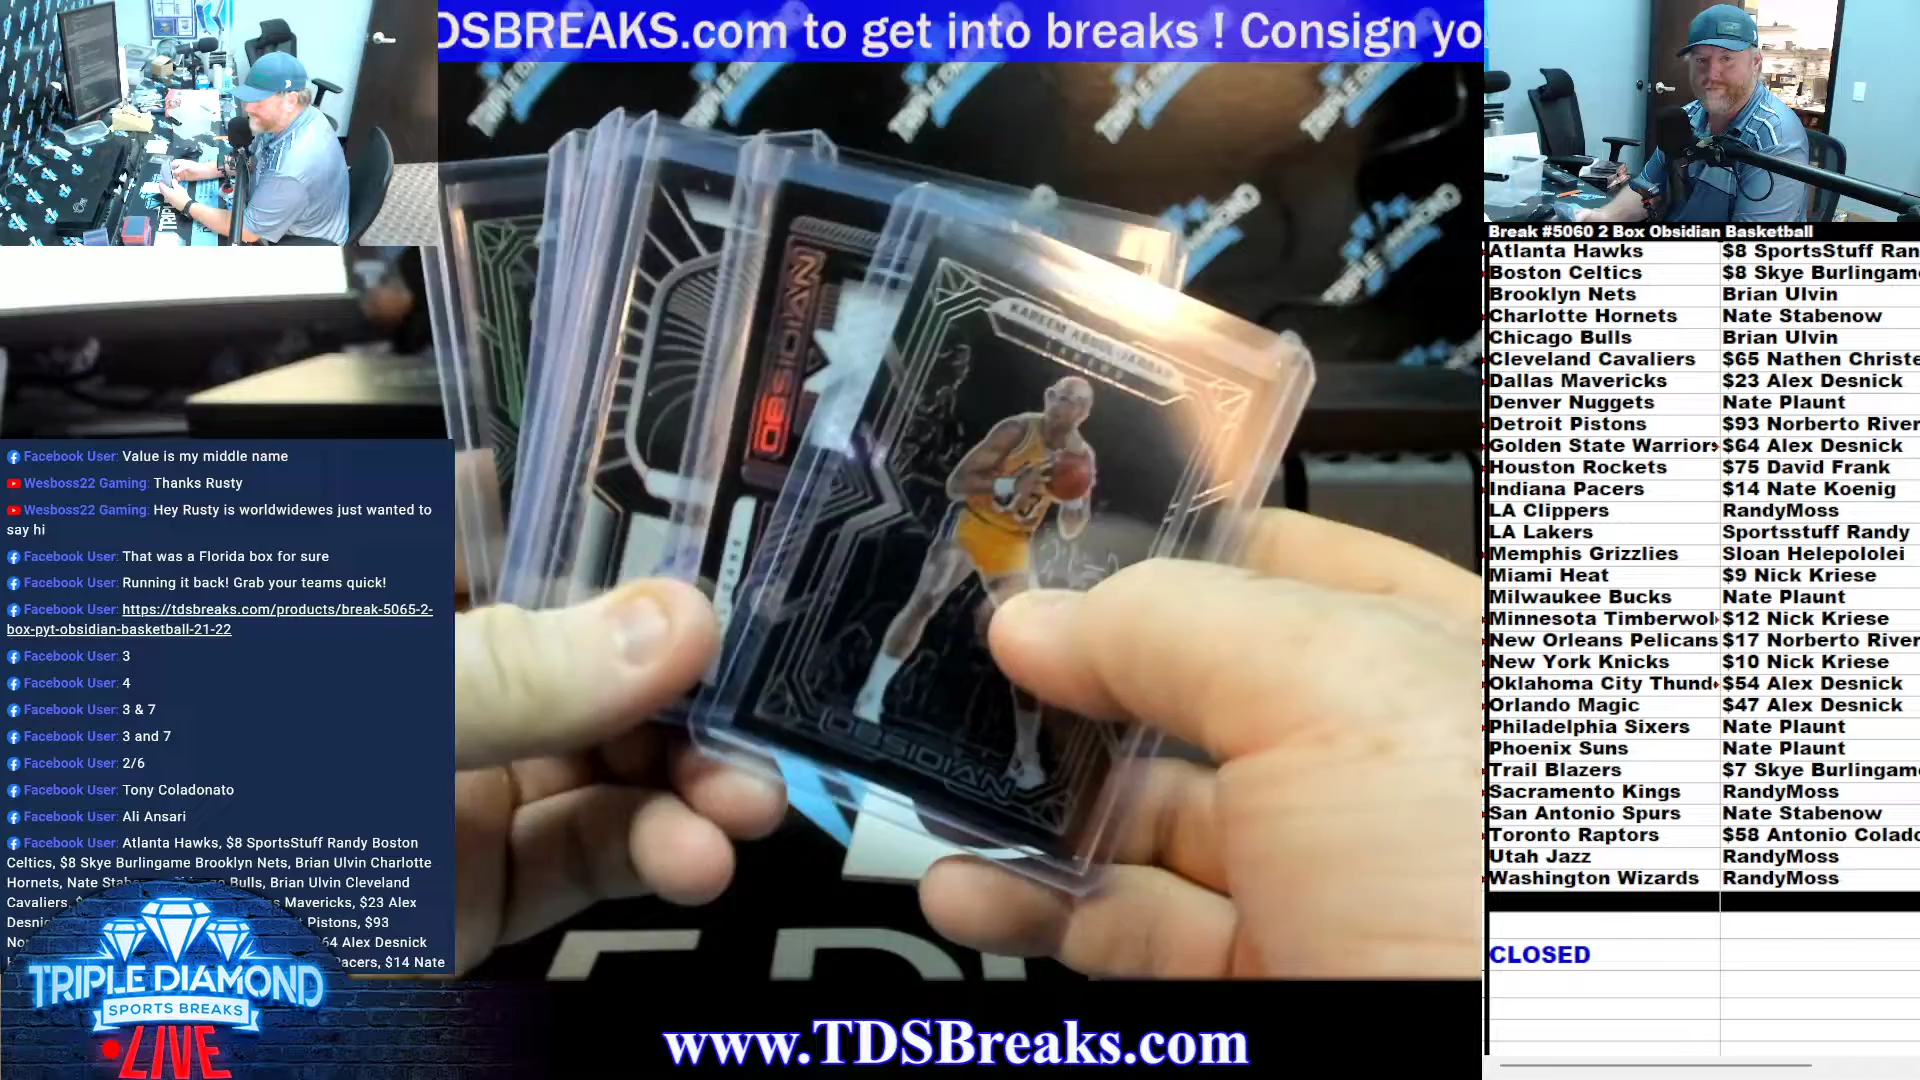 DSBREAKS.com to get into breaks ! Consign yo
KAREEM ABDUL-JABBAR
LAKERS
OBSIDIAN
OBSIDIAN
Facebook User: Value is my middle name
Wesboss22 Gaming: Thanks Rusty
Wesboss22 Gaming: Hey Rusty is worldwidewes just wanted to
say hi
Facebook User: That was a Florida box for sure
Facebook User: Running it back! Grab your teams quick!
Facebook User: https://tdsbreaks.com/products/break-5065-2-
box-pyt-obsidian-basketball-21-22
Facebook User: 3
Facebook User: 4
Facebook User: 3 & 7
Facebook User: 3 and 7
Facebook User: 2/6
Facebook User: Tony Coladonato
Facebook User: Ali Ansari
Facebook User: Atlanta Hawks, $8 SportsStuff Randy Boston
Celtics, $8 Skye Burlingame Brooklyn Nets, Brian Ulvin Charlotte
Hornets, Nate Bulls, Brian Ulvin Cleveland
Cavaliers, Mavericks, $23 Alex
Pistons, $93
64 Alex Desnick
acers, $14 Nate
TRIPLE DIAMOND
SPORTS BREAKS
LIVE
www.TDSBreaks.com
Break #5060 2 Box Obsidian Basketball
Atlanta Hawks $8 SportsStuff Ran
Boston Celtics $8 Skye Burlingame
Brooklyn Nets Brian Ulvin
Charlotte Hornets Nate Stabenow
Chicago Bulls Brian Ulvin
Cleveland Cavaliers $65 Nathen Christe
Dallas Mavericks $23 Alex Desnick
Denver Nuggets Nate Plaunt
Detroit Pistons $93 Norberto River
Golden State Warriors $64 Alex Desnick
Houston Rockets $75 David Frank
Indiana Pacers $14 Nate Koenig
LA Clippers RandyMoss
LA Lakers Sportsstuff Randy
Memphis Grizzlies Sloan Helepololei
Miami Heat $9 Nick Kriese
Milwaukee Bucks Nate Plaunt
Minnesota Timberwol $12 Nick Kriese
New Orleans Pelicans $17 Norberto River
New York Knicks $10 Nick Kriese
Oklahoma City Thund $54 Alex Desnick
Orlando Magic $47 Alex Desnick
Philadelphia Sixers Nate Plaunt
Phoenix Suns Nate Plaunt
Trail Blazers $7 Skye Burlingame
Sacramento Kings RandyMoss
San Antonio Spurs Nate Stabenow
Toronto Raptors $58 Antonio Colado
Utah Jazz RandyMoss
Washington Wizards RandyMoss
CLOSED